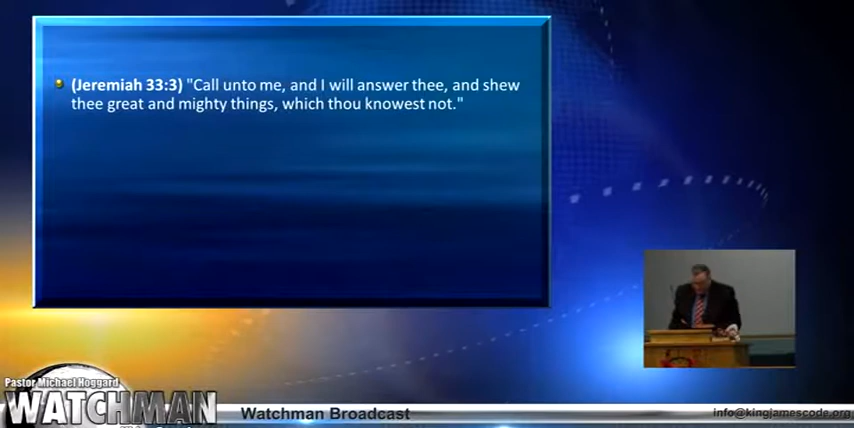 (Jeremiah 33:3) "Call unto me, and I will answer thee, and shew
thee great and mighty things, which thou knowest not."
Pastor Michael Hoggard
WATCHMAN
Watchman Broadcast
info@kingjamescode.org